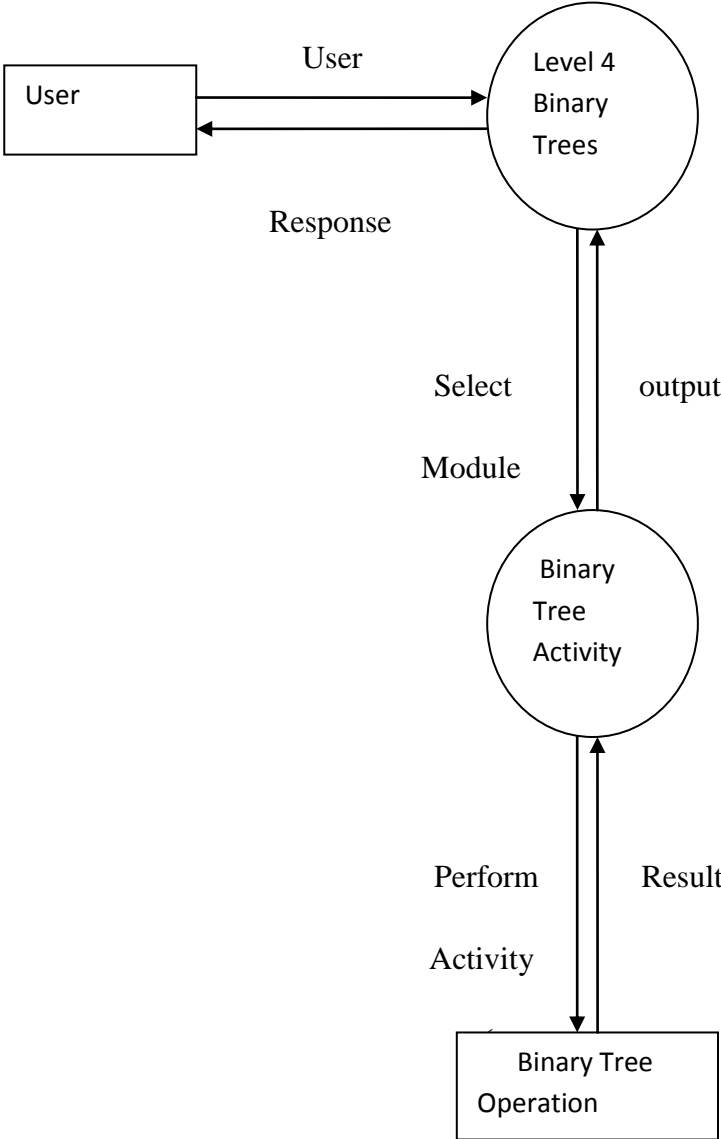 User
User
Level 4
Binary
Trees
Response
Select
output
Module
Binary
Tree
Activity
Perform
Result
Activity
Binary Tree
Operation